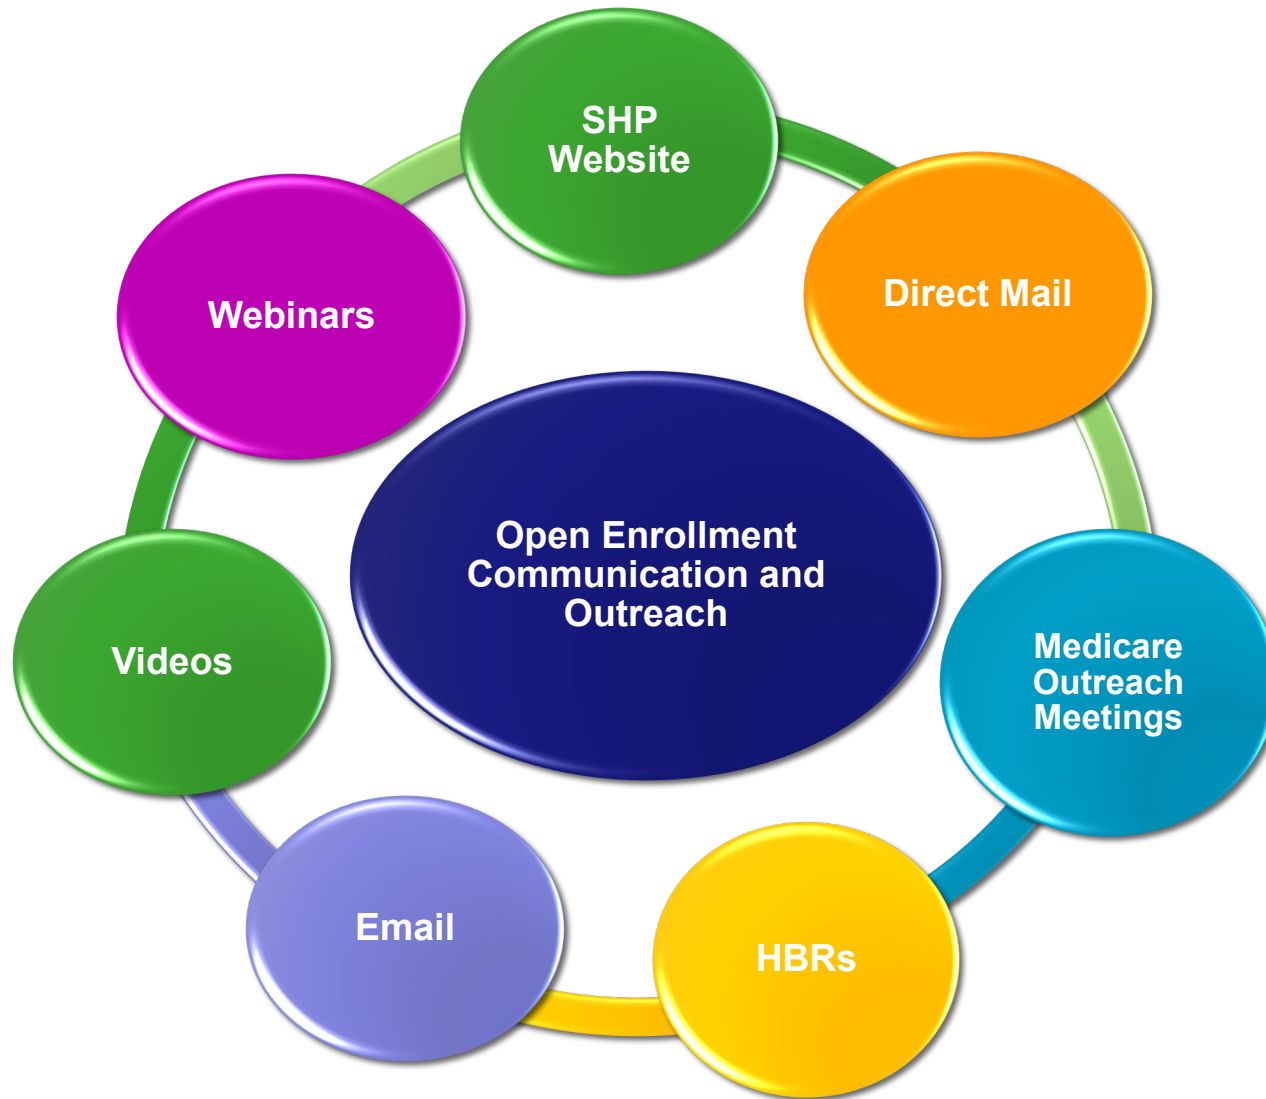 SHP
Website
Direct Mail
Webinars
Open Enrollment
Communication and
Outreach
Medicare
Outreach
Meetings
Videos
Email
HBRs